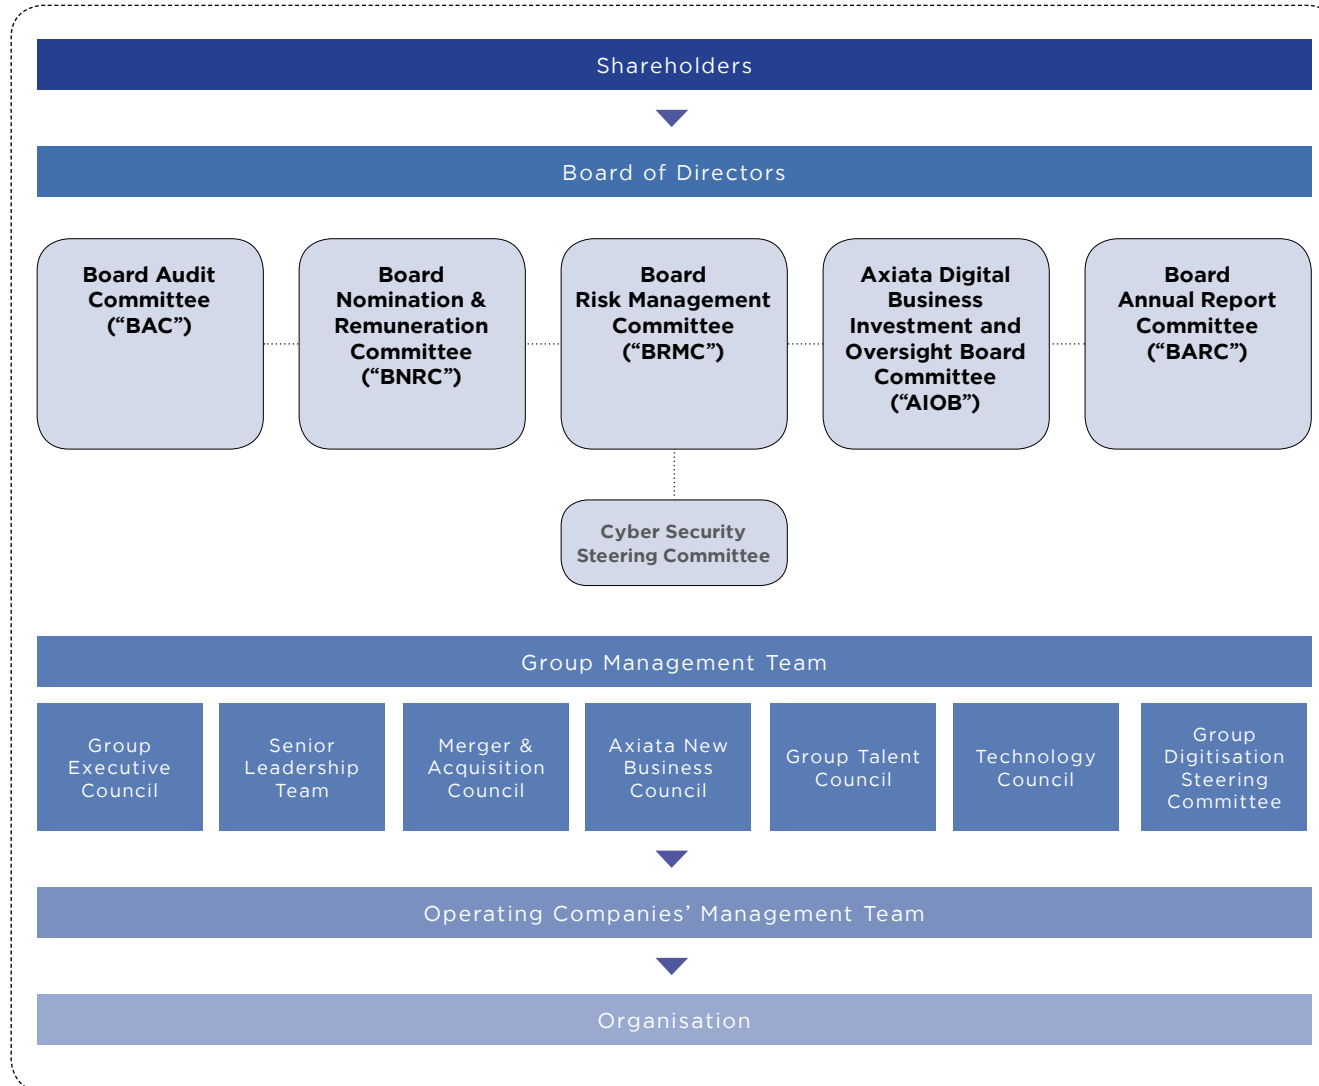 Shareholders
Board of Directors
Board Audit
Committee
(“BAC”)
Board
Nomination &
Remuneration
Committee
(“BNRC”)
Board
Risk Management
Committee
(“BRMC”)
Axiata Digital
Business
Investment and
Oversight Board
Committee
(“AIOB”)
Board
Annual Report
Committee
(“BARC”)
Cyber Security
Steering Committee
Group Management Team
Group
Executive
Council
Senior
Leadership
Team
Merger &
Acquisition
Council
Axiata New
Business
Council
Group Talent
Council
Technology
Council
Group
Digitisation
Steering
Committee
Operating Companies’ Management Team
Organisation